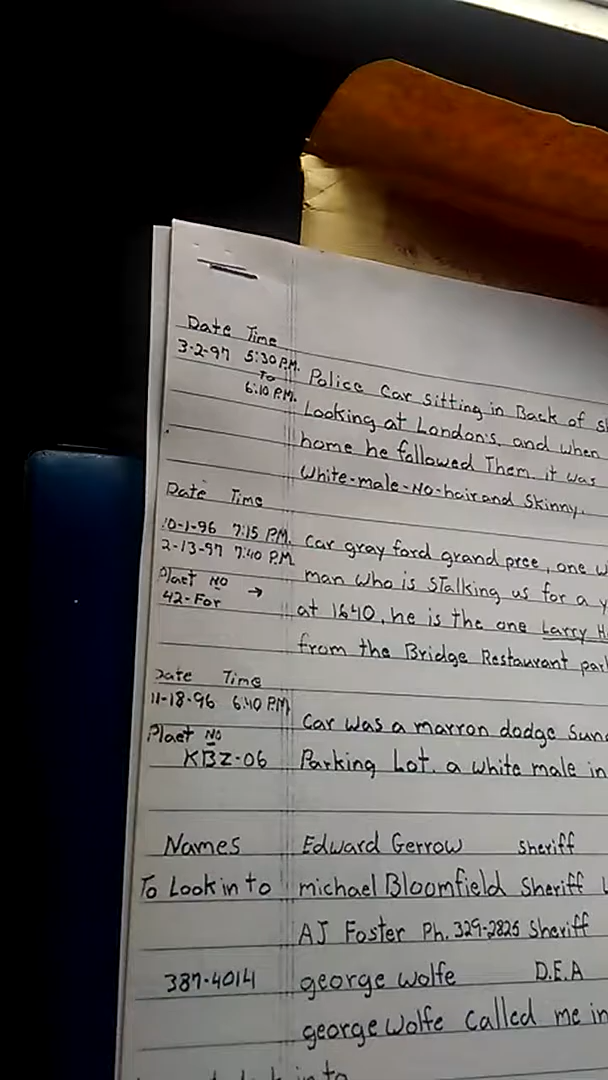 Date Time
3-2-97 5:30 P.M. Police Car Sitting in Back of
To
6:10 P.M. Looking at London's, and when
home he followed Them. it was
White-male-No-hair and Skinny.
Date Time
10-1-96 7:15 P.M. Car gray ford grand pree, one
2-13-97 7:40 P.M
man who is Stalking us for a
Plaet NO →
42-For at 1640, he is the one Larry
from the Bridge Restaurant
Date Time
11-18-96 6:40 P.M Car was a marron dodge
Plaet NO
KBZ-06 Parking Lot. a white male in
Names Edward Gerrow Sheriff
To Look in to michael Bloomfield Sheriff
AJ Foster Ph. 329-2825 Sheriff
387-4014 george wolfe D.E.A
george wolfe Called me in
in to